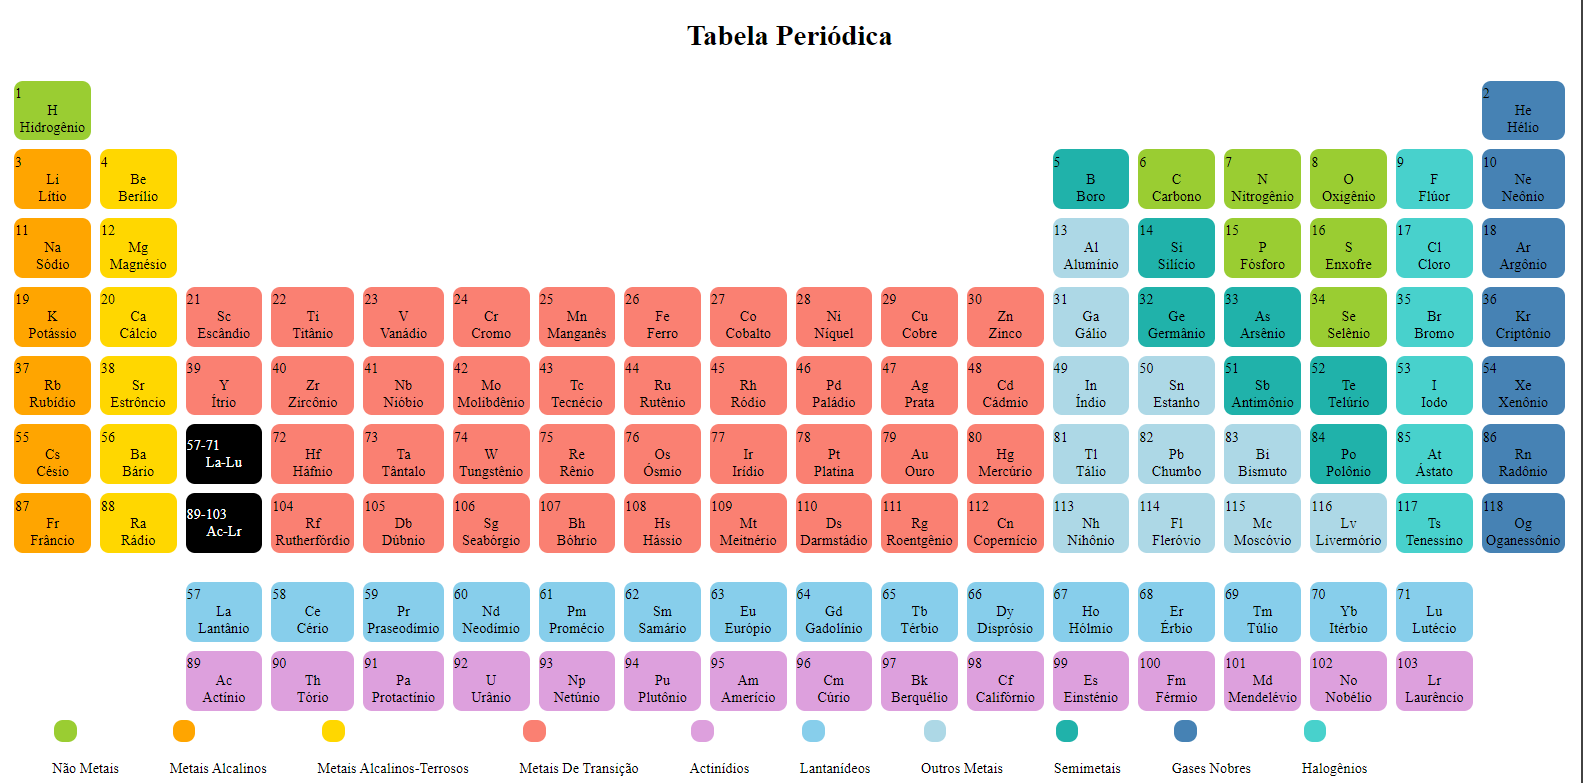 Tabela Periódica
1 2
H He
Hidrogênio Hélio
3 4 5 6 7 8 9 10
Li Be B C N O F Ne
Lítio Berílio Boro Carbono Nitrogênio Oxigênio Flúor Neônio
11 12 13 14 15 16 17 18
Na Mg Al Si P S Cl Ar
Sódio Magnésio Alumínio Silício Fósforo Enxofre Cloro Argônio
19 20 21 22 23 24 25 26 27 28 29 30 31 32 33 34 35 36
K Ca Sc Ti V Cr Mn Fe Co Ni Cu Zn Ga Ge As Se Br Kr
Potássio Cálcio Escândio Titânio Vanádio Cromo Manganês Ferro Cobalto Níquel Cobre Zinco Gálio Germânio Arsênio Selênio Bromo Criptônio
37 38 39 40 41 42 43 44 45 46 47 48 49 50 51 52 53 54
Rb Sr Y Zr Nb Mo Tc Ru Rh Pd Ag Cd In Sn Sb Te I Xe
Rubídio Estrôncio Ítrio Zircônio Nióbio Molibdênio Tecnécio Rutênio Ródio Paládio Prata Cádmio Índio Estanho Antimônio Telúrio Iodo Xenônio
55 56 57-71 72 73 74 75 76 77 78 79 80 81 82 83 84 85 86
Cs Ba La-Lu Hf Ta W Re Os Ir Pt Au Hg Tl Pb Bi Po At Rn
Césio Bário Háfnio Tântalo Tungstênio Rênio Ósmio Irídio Platina Ouro Mercúrio Tálio Chumbo Bismuto Polônio Ástato Radônio
87 88 89-103 104 105 106 107 108 109 110 111 112 113 114 115 116 117 118
Fr Ra Ac-Lr Rf Db Sg Bh Hs Mt Ds Rg Cn Nh Fl Mc Lv Ts Og
Frâncio Rádio Rutherfórdio Dúbnio Seabórgio Bóhrio Hássio Meitnério Darmstádio Roentgênio Copernício Nihônio Fleróvio Moscóvio Livermório Tenessino Oganessônio
57 58 59 60 61 62 63 64 65 66 67 68 69 70 71
La Ce Pr Nd Pm Sm Eu Gd Tb Dy Ho Er Tm Yb Lu
Lantânio Cério Praseodímio Neodímio Promécio Samário Európio Gadolínio Térbio Disprósio Hólmio Érbio Túlio Itérbio Lutécio
89 90 91 92 93 94 95 96 97 98 99 100 101 102 103
Ac Th Pa U Np Pu Am Cm Bk Cf Es Fm Md No Lr
Actínio Tório Protactínio Urânio Netúnio Plutônio Amerício Cúrio Berquélio Califórnio Einsténio Férmio Mendelévio Nobélio Laurêncio
Não Metais Metais Alcalinos Metais Alcalinos-Terrosos Metais De Transição Actinídios Lantanídeos Outros Metais Semimetais Gases Nobres Halogênios